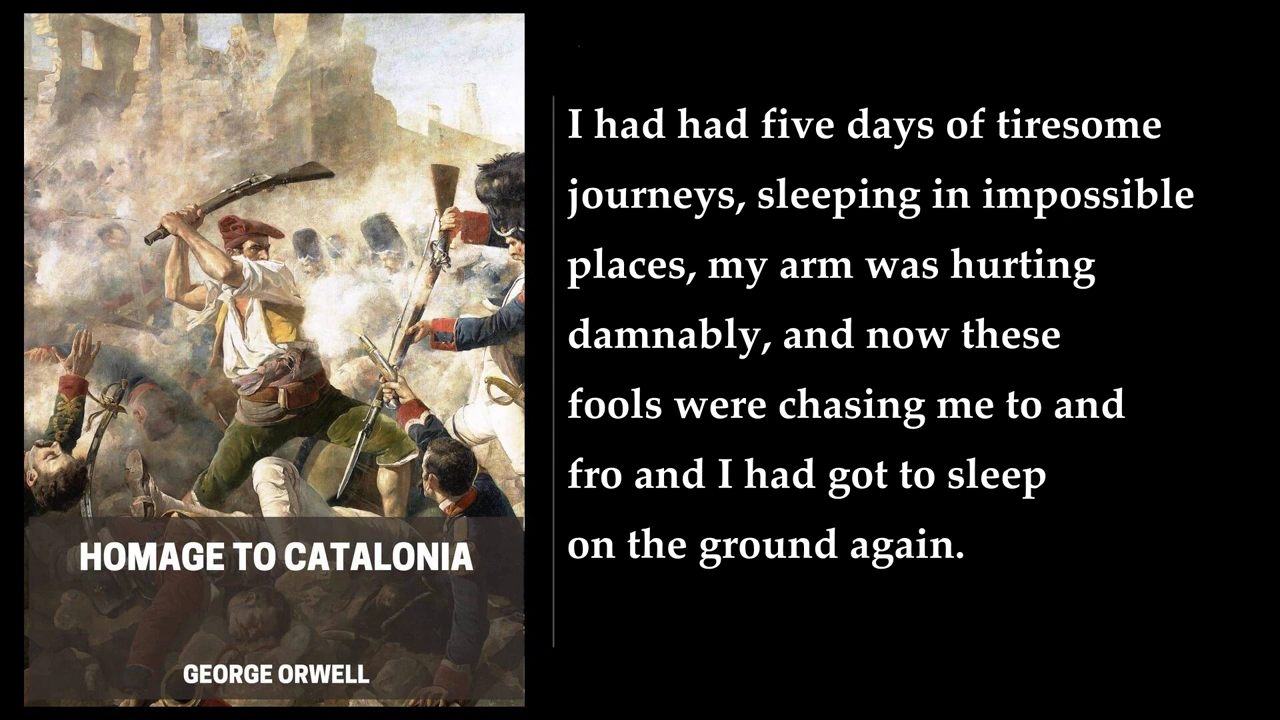 I had had five days of tiresome
journeys, sleeping in impossible
places, my arm was hurting
damnably, and now these
fools were chasing me to and
fro and I had got to sleep
on the ground again.
HOMAGE TO CATALONIA
GEORGE ORWELL